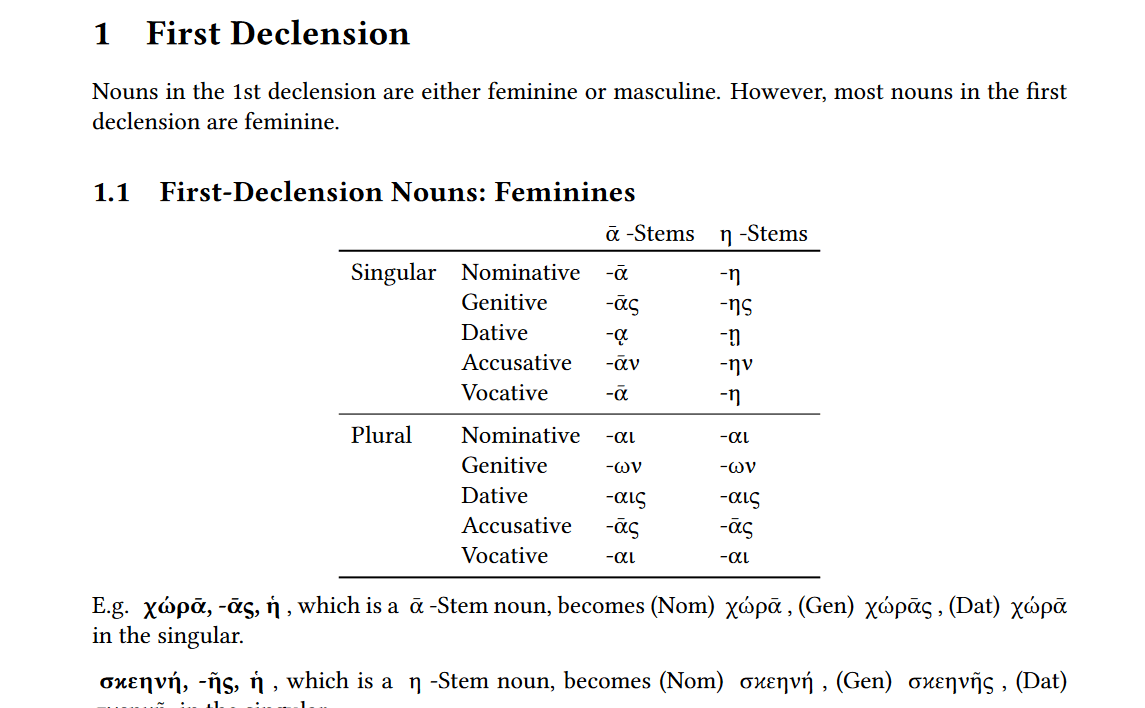 1 First Declension
Nouns in the 1st declension are either feminine or masculine. However, most nouns in the first
declension are feminine.
1.1 First-Declension Nouns: Feminines
ᾱ -Stems η -Stems
Singular Nominative -ᾱ -η
Genitive -ᾱς -ης
Dative -ᾳ -ῃ
Accusative -ᾱν -ην
Vocative -ᾱ -η
Plural Nominative -αι -αι
Genitive -ων -ων
Dative -αις -αις
Accusative -ᾱς -ᾱς
Vocative -αι -αι
E.g. χώρᾱ, -ᾱς, ἡ , which is a ᾱ -Stem noun, becomes (Nom) χώρᾱ , (Gen) χώρᾱς , (Dat) χώρᾱ
in the singular.
σκεηνή, -ῆς, ἡ , which is a η -Stem noun, becomes (Nom) σκεηνή , (Gen) σκεηνῆς , (Dat)